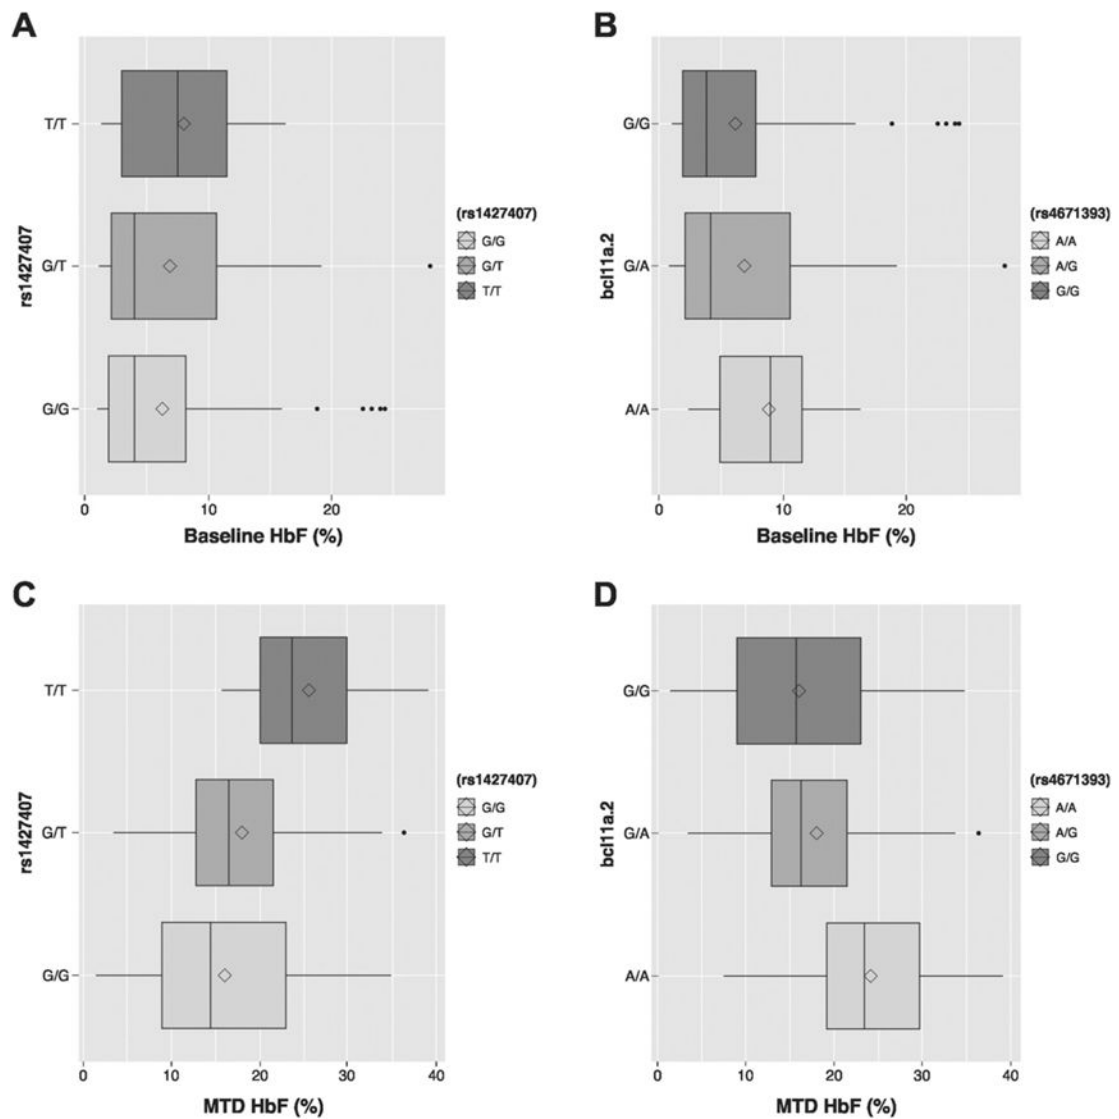 A
T/T
G/T
G/G
rs1427407
0
10
20
Baseline HbF (%)
(rs1427407)
G/G
G/T
T/T
B
G/G
G/A
A/A
bcl11a.2
0
10
20
Baseline HbF (%)
(rs4671393)
A/A
A/G
G/G
C
T/T
G/T
G/G
rs1427407
0
10
20
30
40
MTD HbF (%)
(rs1427407)
G/G
G/T
T/T
D
G/G
G/A
A/A
bcl11a.2
0
10
20
30
40
MTD HbF (%)
(rs4671393)
A/A
A/G
G/G